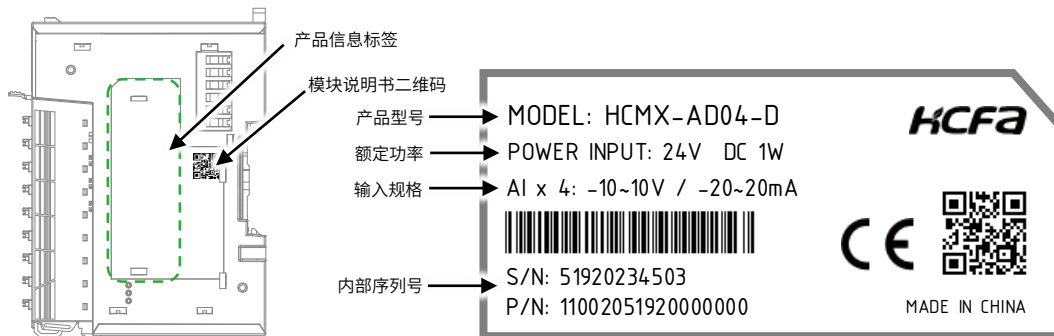 产品信息标签
模块说明书二维码
产品型号
MODEL: HCMX-AD04-D
HCFA
额定功率
POWER INPUT: 24V DC 1W
输入规格
AI x 4: -10~10V / -20~20mA
CE
内部序列号
S/N: 51920234503
P/N: 11002051920000000
MADE IN CHINA